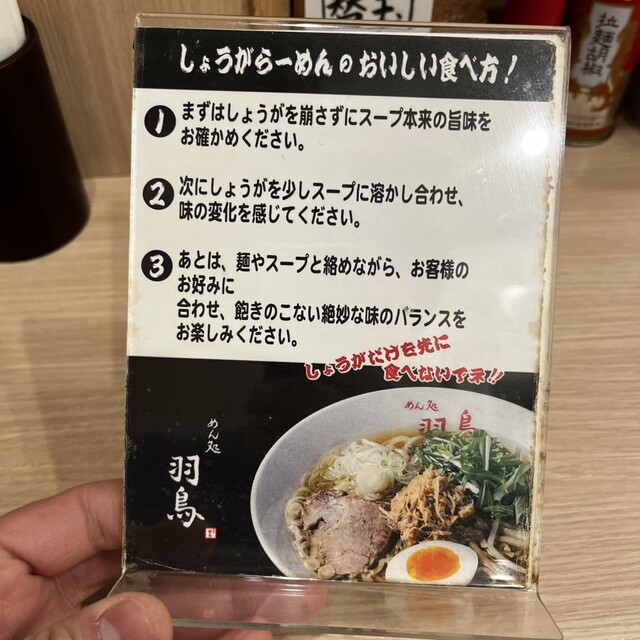 しょうがらーめんのおいしい食べ方！
1 まずはしょうがを崩さずにスープ本来の旨味を
お確かめください。
2 次にしょうがを少しスープに溶かし合わせ、
味の変化を感じてください。
3 あとは、麺やスープと絡めながら、お客様の
お好みに
合わせ、飽きのこない絶妙な味のバランスを
お楽しみください。
しょうがだけを先に
食べないでネ!!
めん処
羽鳥
めん処
羽鳥
拉麺胡椒